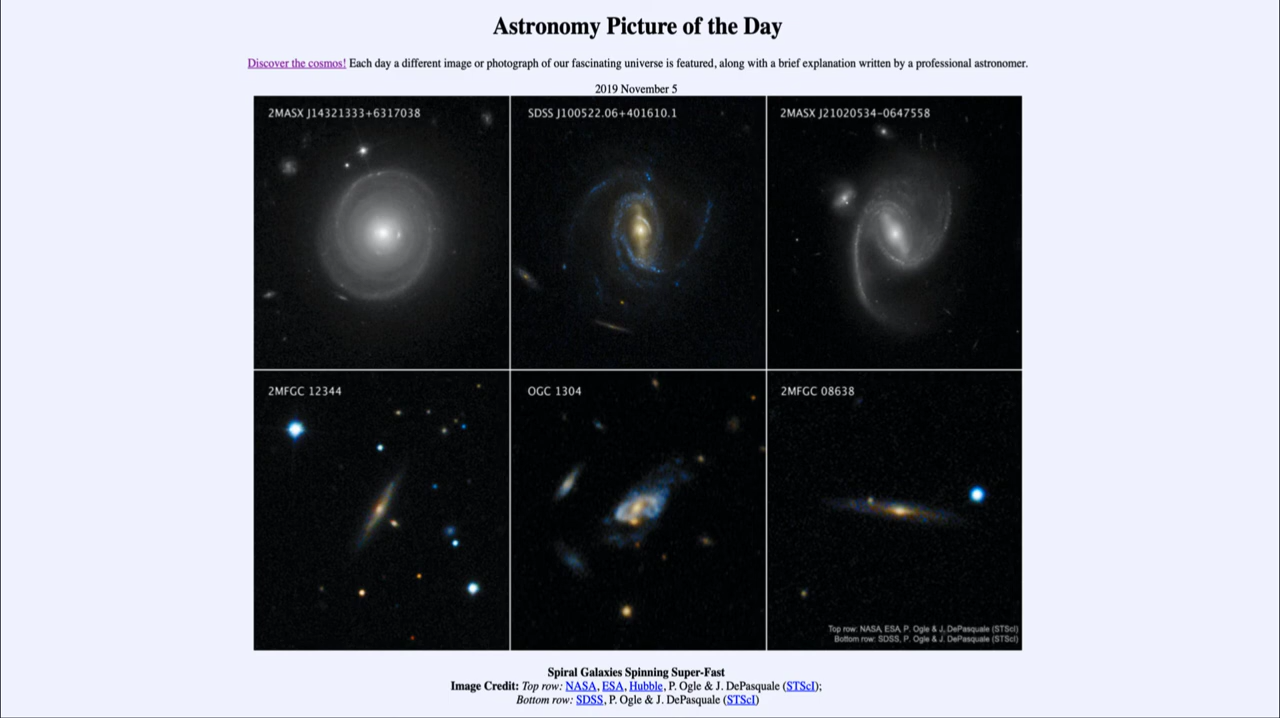 Astronomy Picture of the Day
Discover the cosmos! Each day a different image or photograph of our fascinating universe is featured, along with a brief explanation written by a professional astronomer.
2019 November 5
2MASX J14321333+6317038
SDSS J100522.06+401610.1
2MASX J21020534-0647558
2MFGC 12344
OGC 1304
2MFGC 08638
Top row: NASA, ESA, P. Ogle & J. DePasquale (STScI)
Bottom row: SDSS, P. Ogle & J. DePasquale (STScI)
Spiral Galaxies Spinning Super-Fast
Image Credit: Top row: NASA, ESA, Hubble, P. Ogle & J. DePasquale (STScI);
Bottom row: SDSS, P. Ogle & J. DePasquale (STScI)